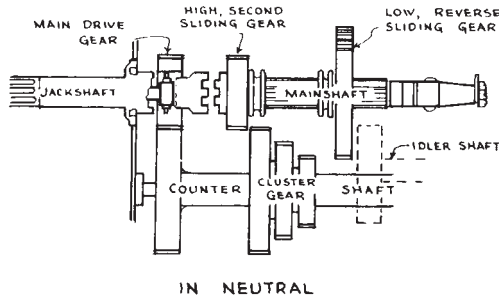 MAIN DRIVE
GEAR
HIGH, SECOND
SLIDING GEAR
LOW, REVERSE
SLIDING GEAR
JACKSHAFT
MAINSHAFT
IDLER SHAFT
COUNTER
CLUSTER
GEAR
SHAFT
IN NEUTRAL